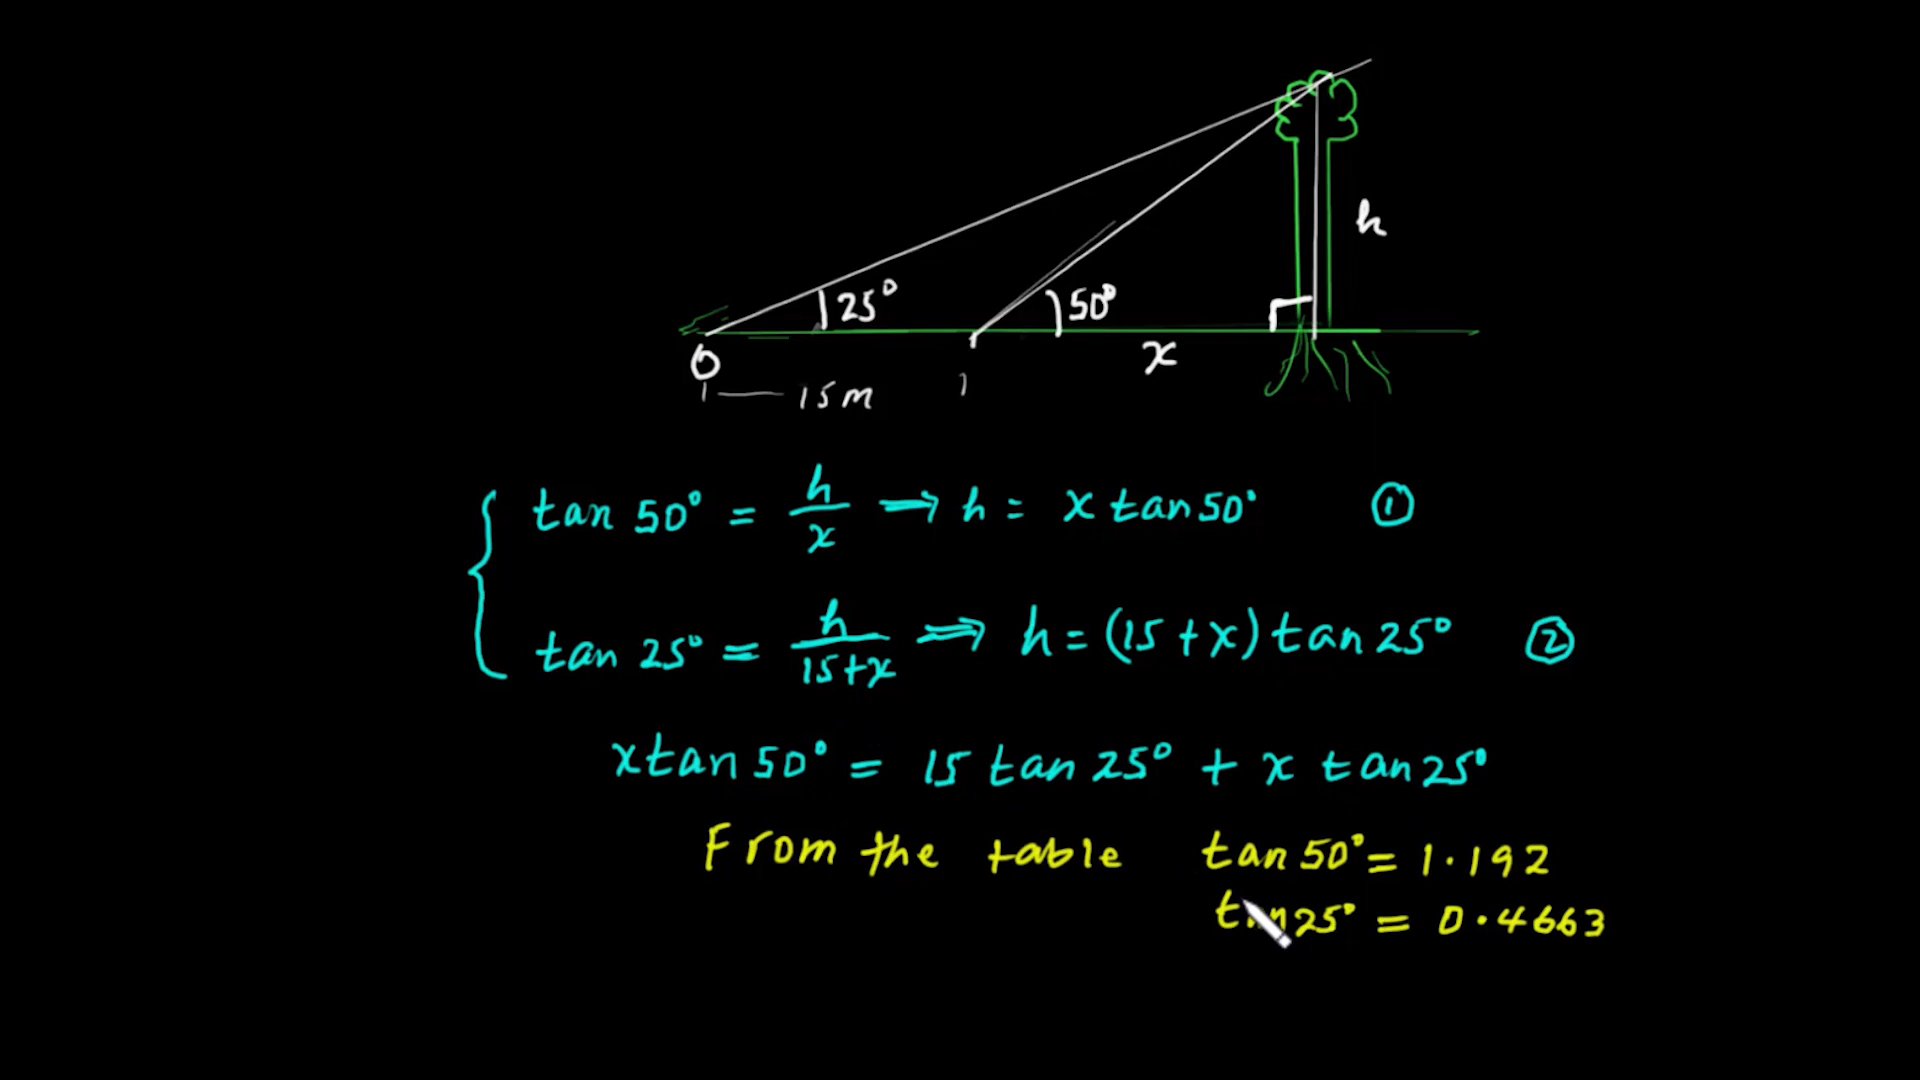 h
25° 50°
O x
15m
tan 50° = h/x → h = x tan 50° ①
tan 25° = h/15+x ⟹ h = (15 + x) tan 25° ②
x tan 50° = 15 tan 25° + x tan 25°
From the table tan 50° = 1.192
tan 25° = 0.4663